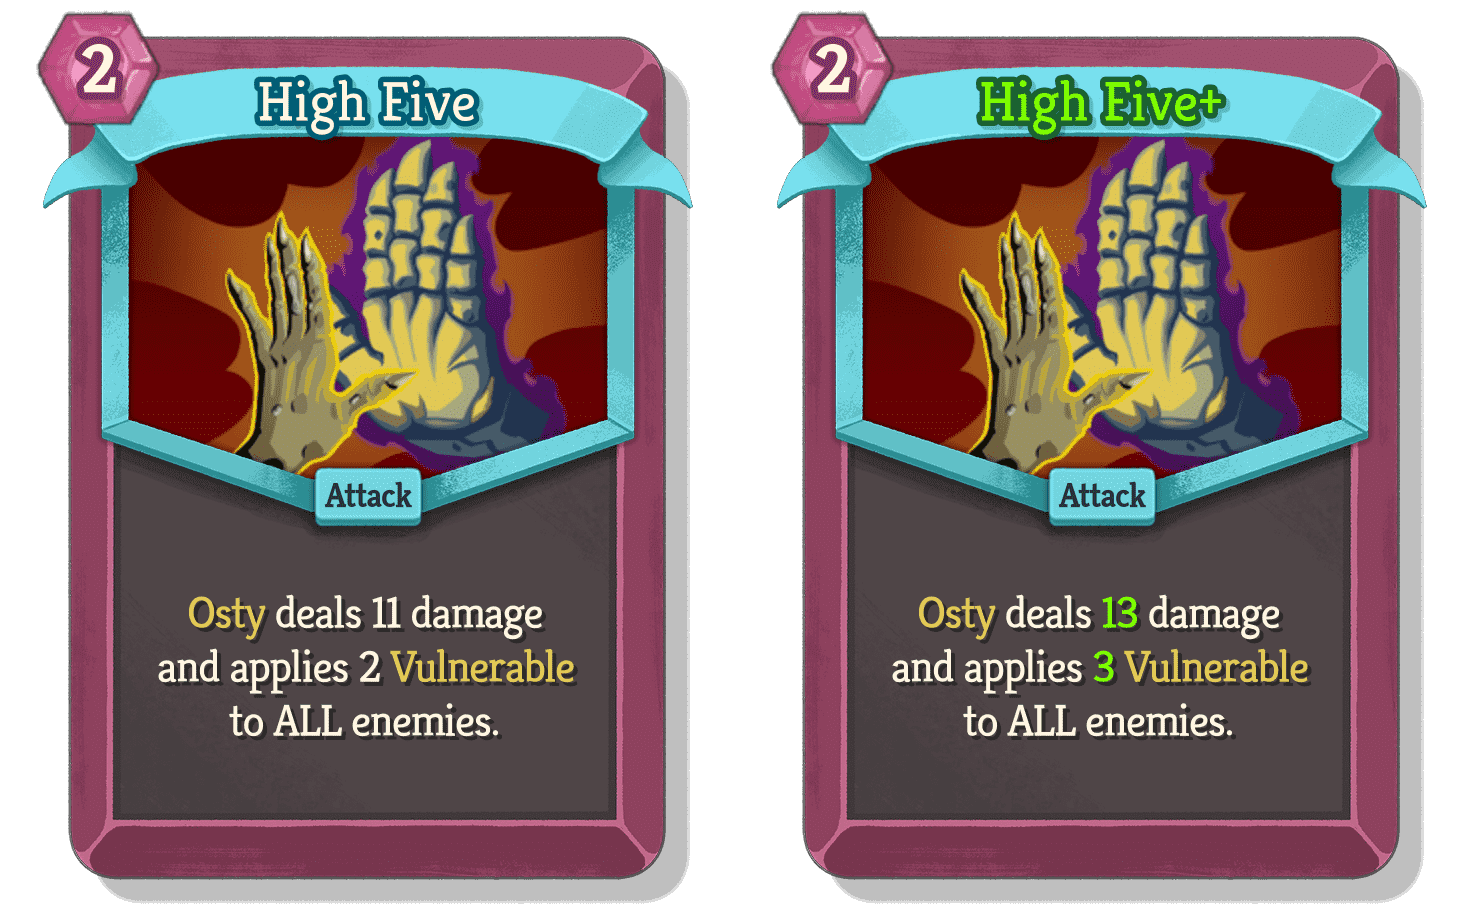 2
High Five
Attack
Osty deals 11 damage
and applies 2 Vulnerable
to ALL enemies.
2
High Five+
Attack
Osty deals 13 damage
and applies 3 Vulnerable
to ALL enemies.